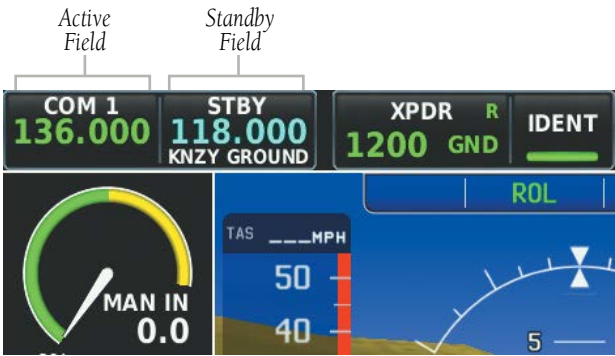 Active
Field
Standby
Field
COM 1
136.000
STBY
118.000
KNZY GROUND
XPDR R
1200 GND
IDENT
MAN IN
0.0
ROL
TAS ___MPH
50
40
5